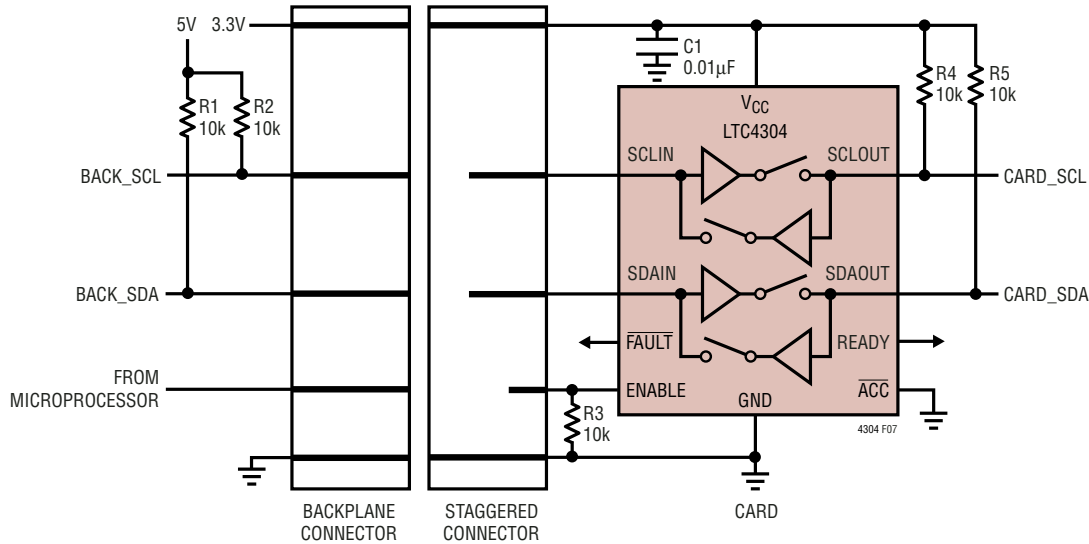 5V 3.3V
C1
0.01µF
R1
10k
R2
10k
R4
10k
R5
10k
VCC
LTC4304
BACK_SCL
SCLIN
SCLOUT
CARD_SCL
BACK_SDA
SDAIN
SDAOUT
CARD_SDA
FAULT
READY
FROM
MICROPROCESSOR
ENABLE
GND
ACC
R3
10k
4304 F07
BACKPLANE
CONNECTOR
STAGGERED
CONNECTOR
CARD